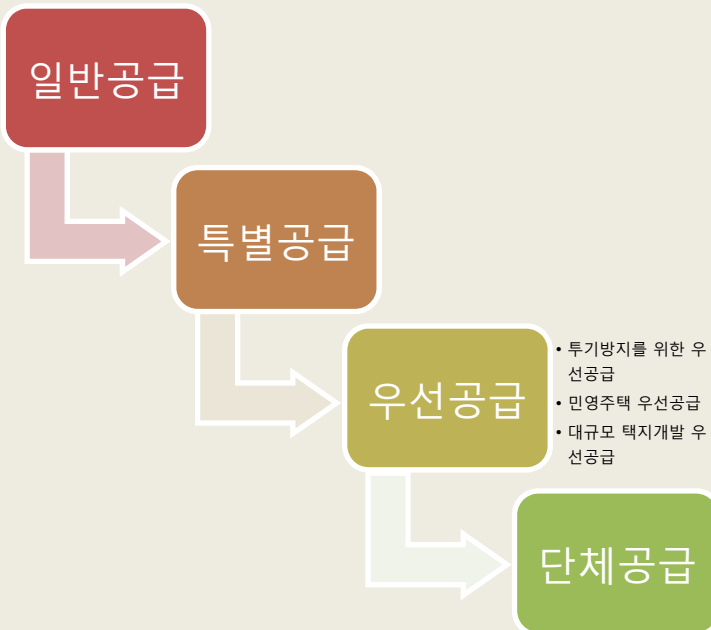 일반공급
특별공급
우선공급
• 투기방지를 위한 우
선공급
• 민영주택 우선공급
• 대규모 택지개발 우
선공급
단체공급